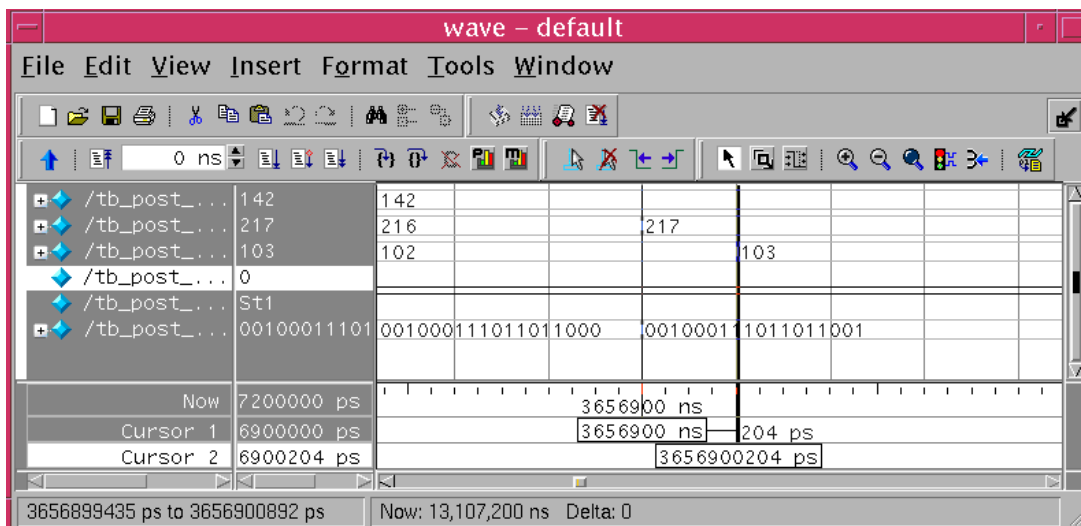 wave – default
File Edit View Insert Format Tools Window
0 ns
/tb_post_... 142 142
/tb_post_... 217 216 217
/tb_post_... 103 102 103
/tb_post_... 0
/tb_post_... St1
/tb_post_... 00100011101 001000111011011000 001000111011011001
Now 7200000 ps 3656900 ns
Cursor 1 6900000 ps 3656900 ns 204 ps
Cursor 2 6900204 ps 3656900204 ps
3656899435 ps to 3656900892 ps Now: 13,107,200 ns Delta: 0